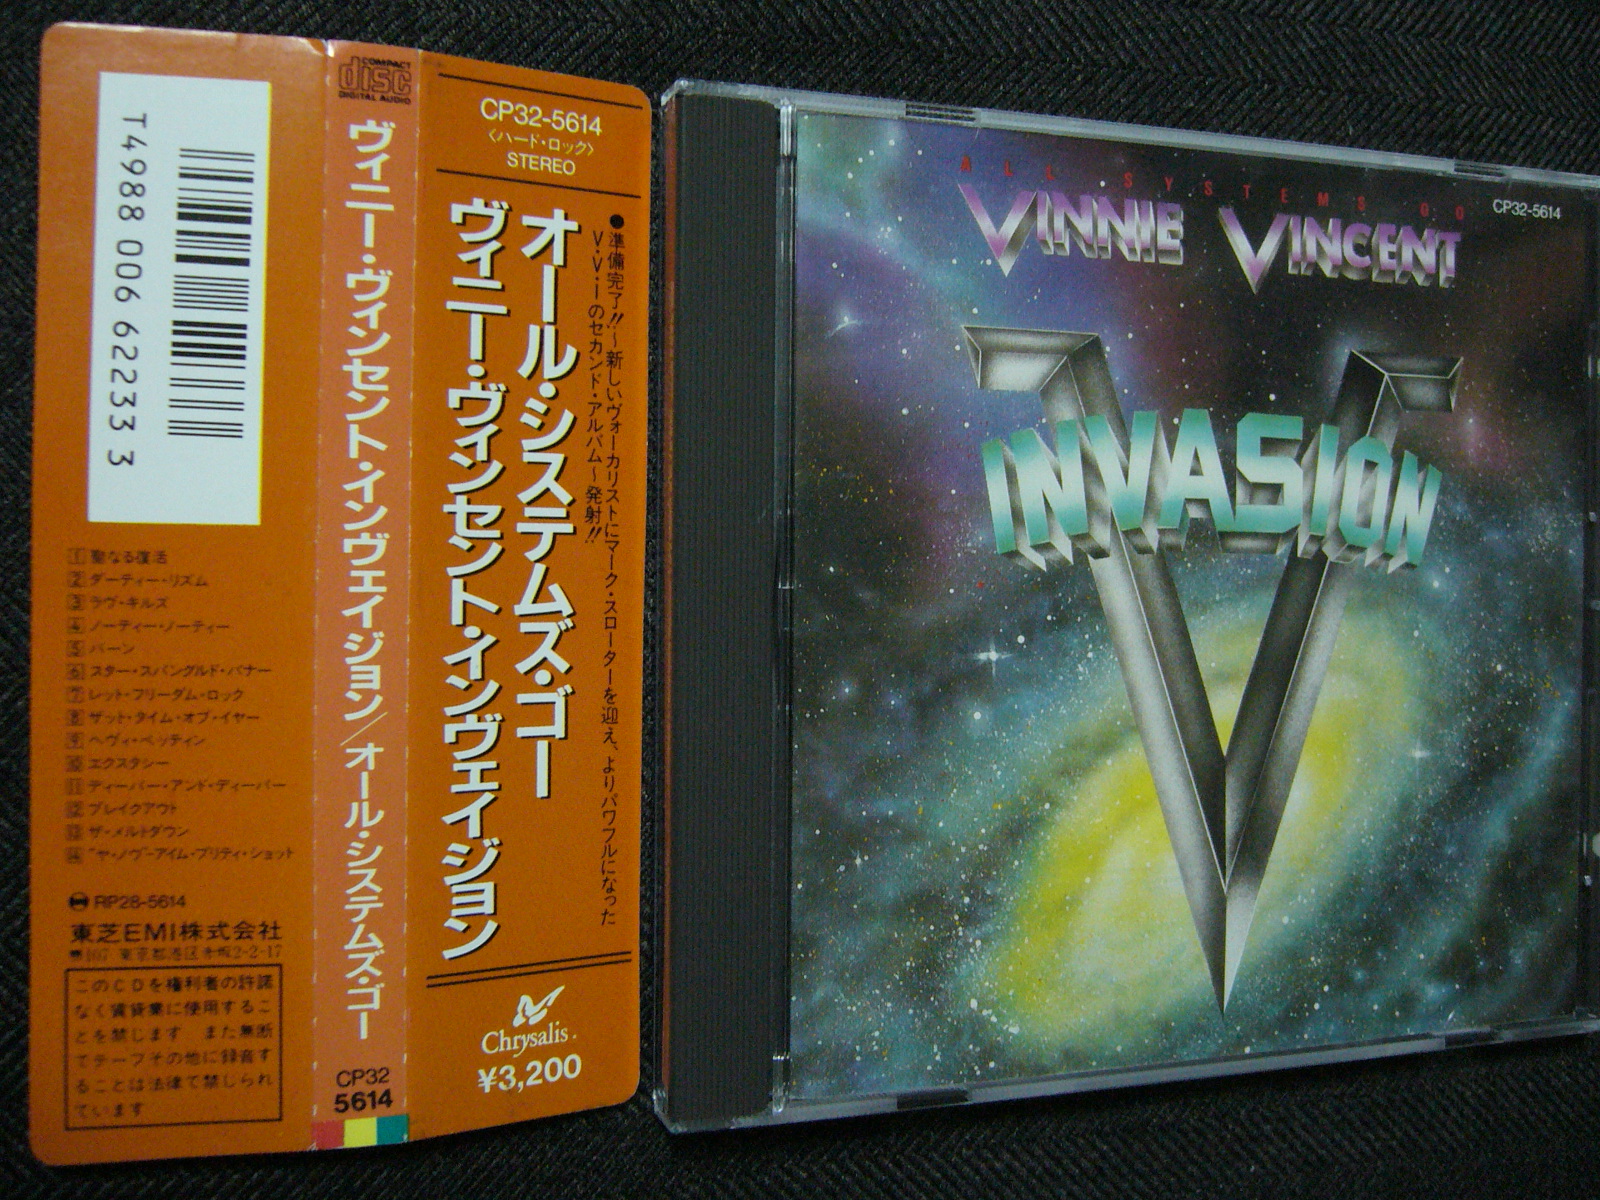 T4988 006 62233 3
1 聖なる復活
2 ダーティー・リズム
3 ラヴ・キルズ
4 ノーティー・ノーティー
5 バーン
6 スター・スパングルド・バナー
7 レット・フリーダム・ロック
8 ザット・タイム・オブ・イヤー
9 ヘヴィ・ペッティン
10 エクスタシー
11 ディーパー・アンド・ディーパー
12 ブレイクアウト
13 ザ・メルトダウン
14 "ヤ・ノウ"アイム・プリティ・ショット
RP28-5614
東芝EMI株式会社
〒107 東京都港区赤坂2-2-17
このCDを権利者の許諾
なく賃貸業に使用するこ
とを禁じます また無断
でテープその他に録音す
ることは法律で禁じられ
ています
COMPACT
disc
DIGITAL AUDIO
ヴィニー・ヴィンセント・インヴェイジョン/オール・システムズ・ゴー
CP32
5614
CP32-5614
〈ハード・ロック〉
STEREO
●準備完了!!〜新しいヴォーカリストにマーク・スローターを迎え、よりパワフルになった
V・V・Iのセカンド・アルバム〜発射!!
オール・システムズ・ゴー
ヴィニー・ヴィンセント・インヴェイジョン
Chrysalis
¥3,200
ALL SYSTEMS GO
CP32-5614
VINNIE VINCENT
INVASION